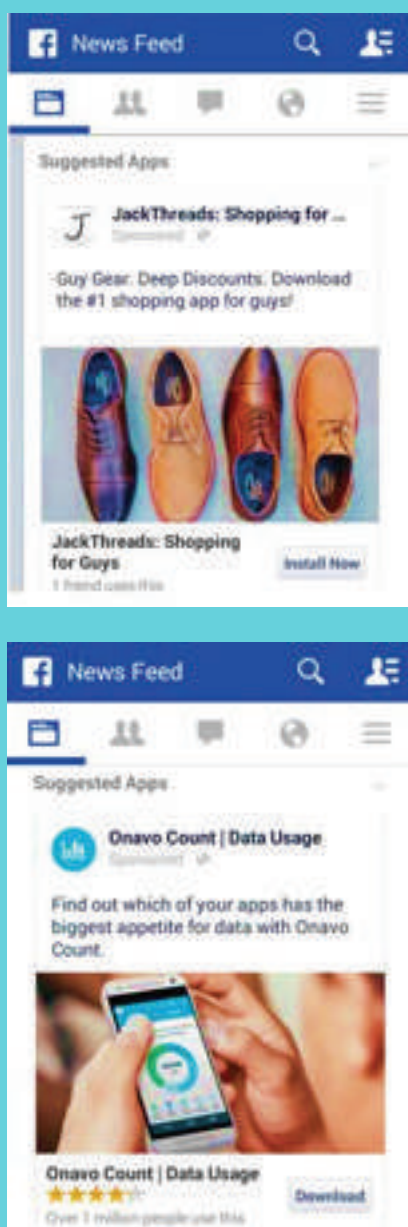 f News Feed
Suggested Apps
J JackThreads: Shopping for ...
Sponsored
Guy Gear. Deep Discounts. Download
the #1 shopping app for guys!
JackThreads: Shopping
for Guys
Install Now
1 friend uses this
f News Feed
Suggested Apps
Onavo Count | Data Usage
Sponsored
Find out which of your apps has the
biggest appetite for data with Onavo
Count.
Onavo Count | Data Usage
Download
Over 1 million people use this